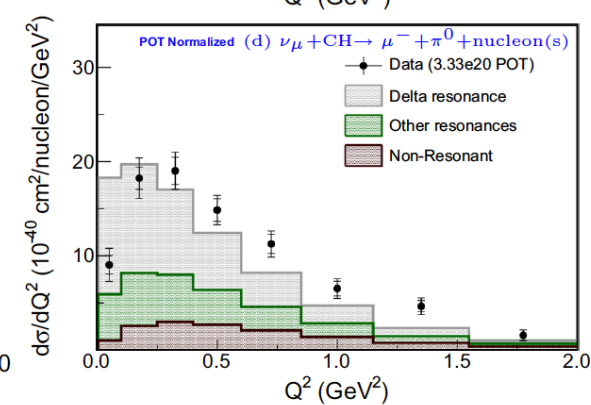 Q² (GeV²)
POT Normalized (d) νμ+CH→ μ⁻+π⁰+nucleon(s)
Data (3.33e20 POT)
Delta resonance
Other resonances
Non-Resonant
dσ/dQ² (10⁻⁴⁰ cm²/nucleon/GeV²)
30
20
10
0
0.0 0.5 1.0 1.5 2.0
Q² (GeV²)